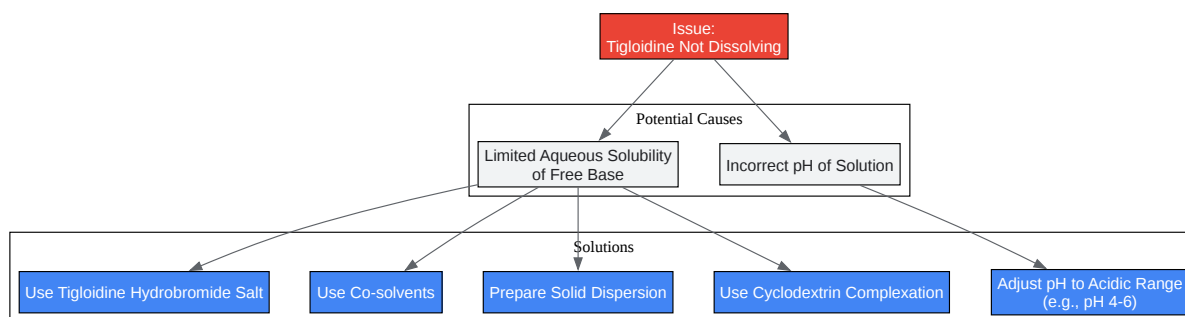 Issue:
Tigloidine Not Dissolving
Potential Causes
Limited Aqueous Solubility
of Free Base
Incorrect pH of Solution
Solutions
Use Tigloidine Hydrobromide Salt
Use Co-solvents
Prepare Solid Dispersion
Use Cyclodextrin Complexation
Adjust pH to Acidic Range
(e.g., pH 4-6)